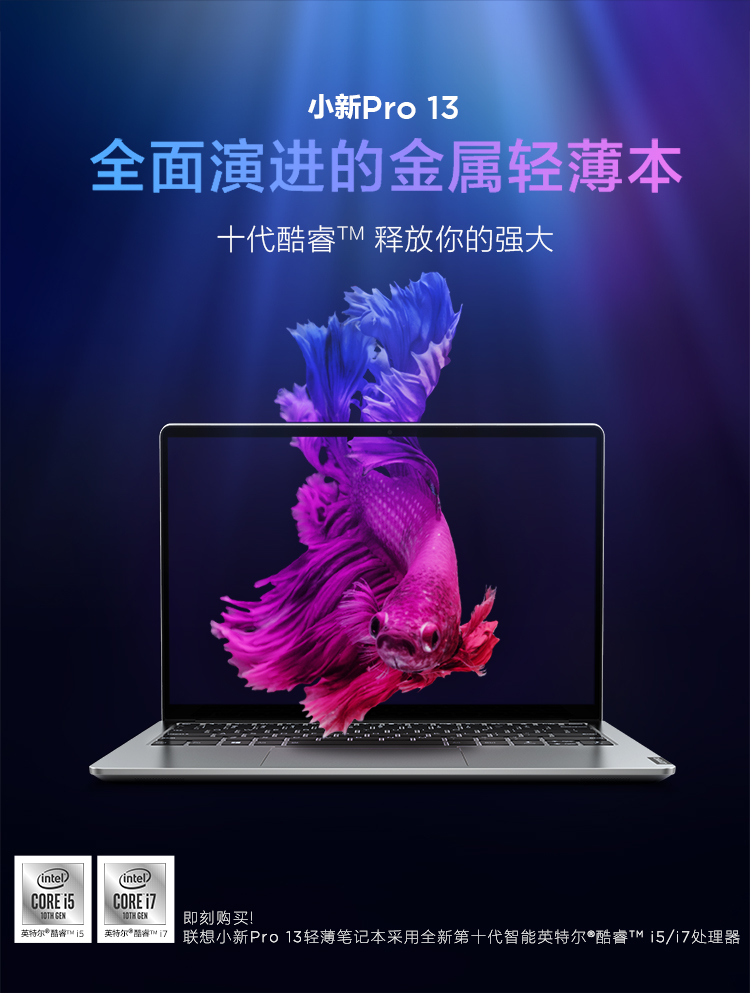 小新Pro 13
全面演进的金属轻薄本
十代酷睿™ 释放你的强大
intel
CORE i5
10TH GEN
英特尔®酷睿™ i5
intel
CORE i7
10TH GEN
英特尔®酷睿™ i7
即刻购买!
联想小新Pro 13轻薄笔记本采用全新第十代智能英特尔®酷睿™ i5/i7处理器